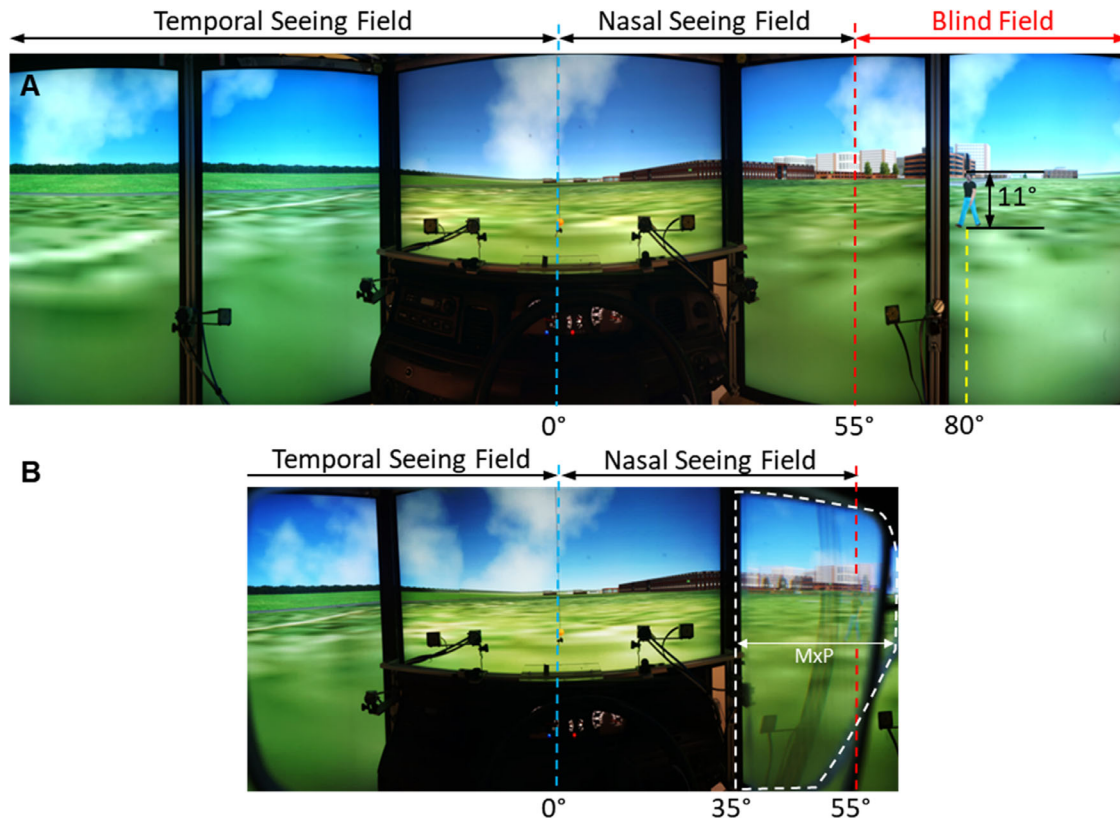 Temporal Seeing Field Nasal Seeing Field Blind Field
A
11°
0° 55° 80°
B
Temporal Seeing Field Nasal Seeing Field
MxP
0° 35° 55°